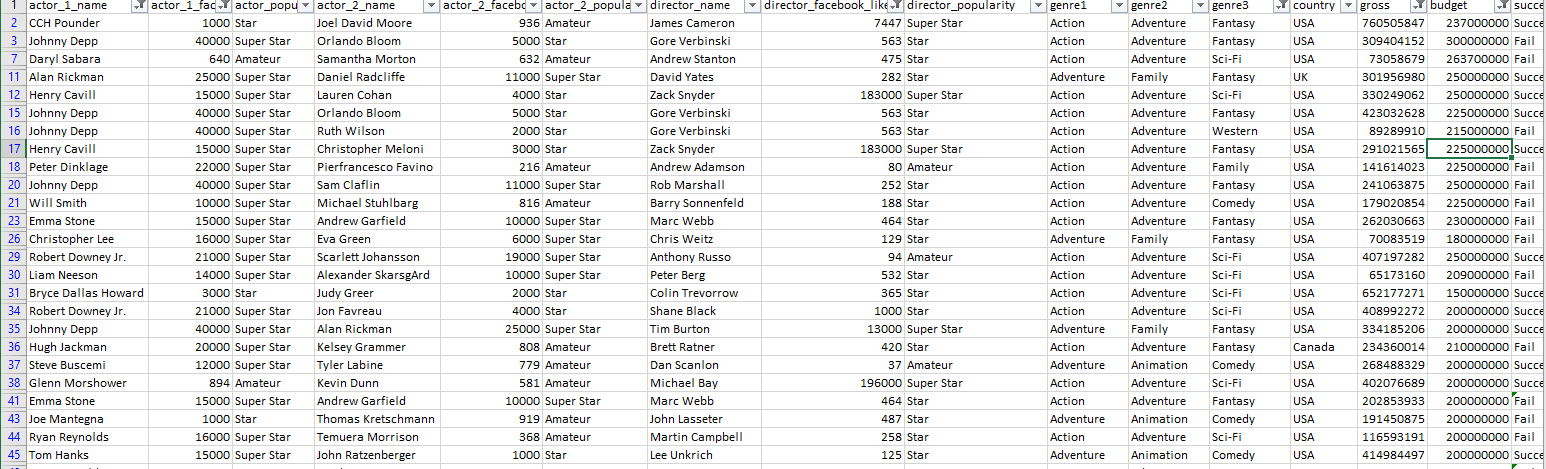 1 actor_1_name actor_1_fac actor_popu actor_2_name actor_2_facebo actor_2_popula director_name director_facebook_like director_popularity genre1 genre2 genre3 country gross budget succe
2 CCH Pounder 1000 Star Joel David Moore 936 Amateur James Cameron 7447 Super Star Action Adventure Fantasy USA 760505847 237000000 Succe
3 Johnny Depp 40000 Super Star Orlando Bloom 5000 Star Gore Verbinski 563 Star Action Adventure Fantasy USA 309404152 300000000 Fail
7 Daryl Sabara 640 Amateur Samantha Morton 632 Amateur Andrew Stanton 475 Star Action Adventure Sci-Fi USA 73058679 263700000 Fail
11 Alan Rickman 25000 Super Star Daniel Radcliffe 11000 Super Star David Yates 282 Star Adventure Family Fantasy UK 301956980 250000000 Succe
12 Henry Cavill 15000 Super Star Lauren Cohan 4000 Star Zack Snyder 183000 Super Star Action Adventure Sci-Fi USA 330249062 250000000 Succe
15 Johnny Depp 40000 Super Star Orlando Bloom 5000 Star Gore Verbinski 563 Star Action Adventure Fantasy USA 423032628 225000000 Succe
16 Johnny Depp 40000 Super Star Ruth Wilson 2000 Star Gore Verbinski 563 Star Action Adventure Western USA 89289910 215000000 Fail
17 Henry Cavill 15000 Super Star Christopher Meloni 3000 Star Zack Snyder 183000 Super Star Action Adventure Fantasy USA 291021565 225000000 Succe
18 Peter Dinklage 22000 Super Star Pierfrancesco Favino 216 Amateur Andrew Adamson 80 Amateur Action Adventure Family USA 141614023 225000000 Fail
20 Johnny Depp 40000 Super Star Sam Claflin 11000 Super Star Rob Marshall 252 Star Action Adventure Fantasy USA 241063875 250000000 Fail
21 Will Smith 10000 Super Star Michael Stuhlbarg 816 Amateur Barry Sonnenfeld 188 Star Action Adventure Comedy USA 179020854 225000000 Fail
23 Emma Stone 15000 Super Star Andrew Garfield 10000 Super Star Marc Webb 464 Star Action Adventure Fantasy USA 262030663 230000000 Fail
26 Christopher Lee 16000 Super Star Eva Green 6000 Super Star Chris Weitz 129 Star Adventure Family Fantasy USA 70083519 180000000 Fail
29 Robert Downey Jr. 21000 Super Star Scarlett Johansson 19000 Super Star Anthony Russo 94 Amateur Action Adventure Sci-Fi USA 407197282 250000000 Succe
30 Liam Neeson 14000 Super Star Alexander SkarsgArd 10000 Super Star Peter Berg 532 Star Action Adventure Sci-Fi USA 65173160 209000000 Fail
31 Bryce Dallas Howard 3000 Star Judy Greer 2000 Star Colin Trevorrow 365 Star Action Adventure Sci-Fi USA 652177271 150000000 Succe
34 Robert Downey Jr. 21000 Super Star Jon Favreau 4000 Star Shane Black 1000 Star Action Adventure Sci-Fi USA 408992272 200000000 Succe
35 Johnny Depp 40000 Super Star Alan Rickman 25000 Super Star Tim Burton 13000 Super Star Adventure Family Fantasy USA 334185206 200000000 Succe
36 Hugh Jackman 20000 Super Star Kelsey Grammer 808 Amateur Brett Ratner 420 Star Action Adventure Fantasy Canada 234360014 210000000 Fail
37 Steve Buscemi 12000 Super Star Tyler Labine 779 Amateur Dan Scanlon 37 Amateur Adventure Animation Comedy USA 268488329 200000000 Succe
38 Glenn Morshower 894 Amateur Kevin Dunn 581 Amateur Michael Bay 196000 Super Star Action Adventure Sci-Fi USA 402076689 200000000 Succe
41 Emma Stone 15000 Super Star Andrew Garfield 10000 Super Star Marc Webb 464 Star Action Adventure Fantasy USA 202853933 200000000 Fail
43 Joe Mantegna 1000 Star Thomas Kretschmann 919 Amateur John Lasseter 487 Star Adventure Animation Comedy USA 191450875 200000000 Fail
44 Ryan Reynolds 16000 Super Star Temuera Morrison 368 Amateur Martin Campbell 258 Star Action Adventure Sci-Fi USA 116593191 200000000 Fail
45 Tom Hanks 15000 Super Star John Ratzenberger 1000 Star Lee Unkrich 125 Star Adventure Animation Comedy USA 414984497 200000000 Succe